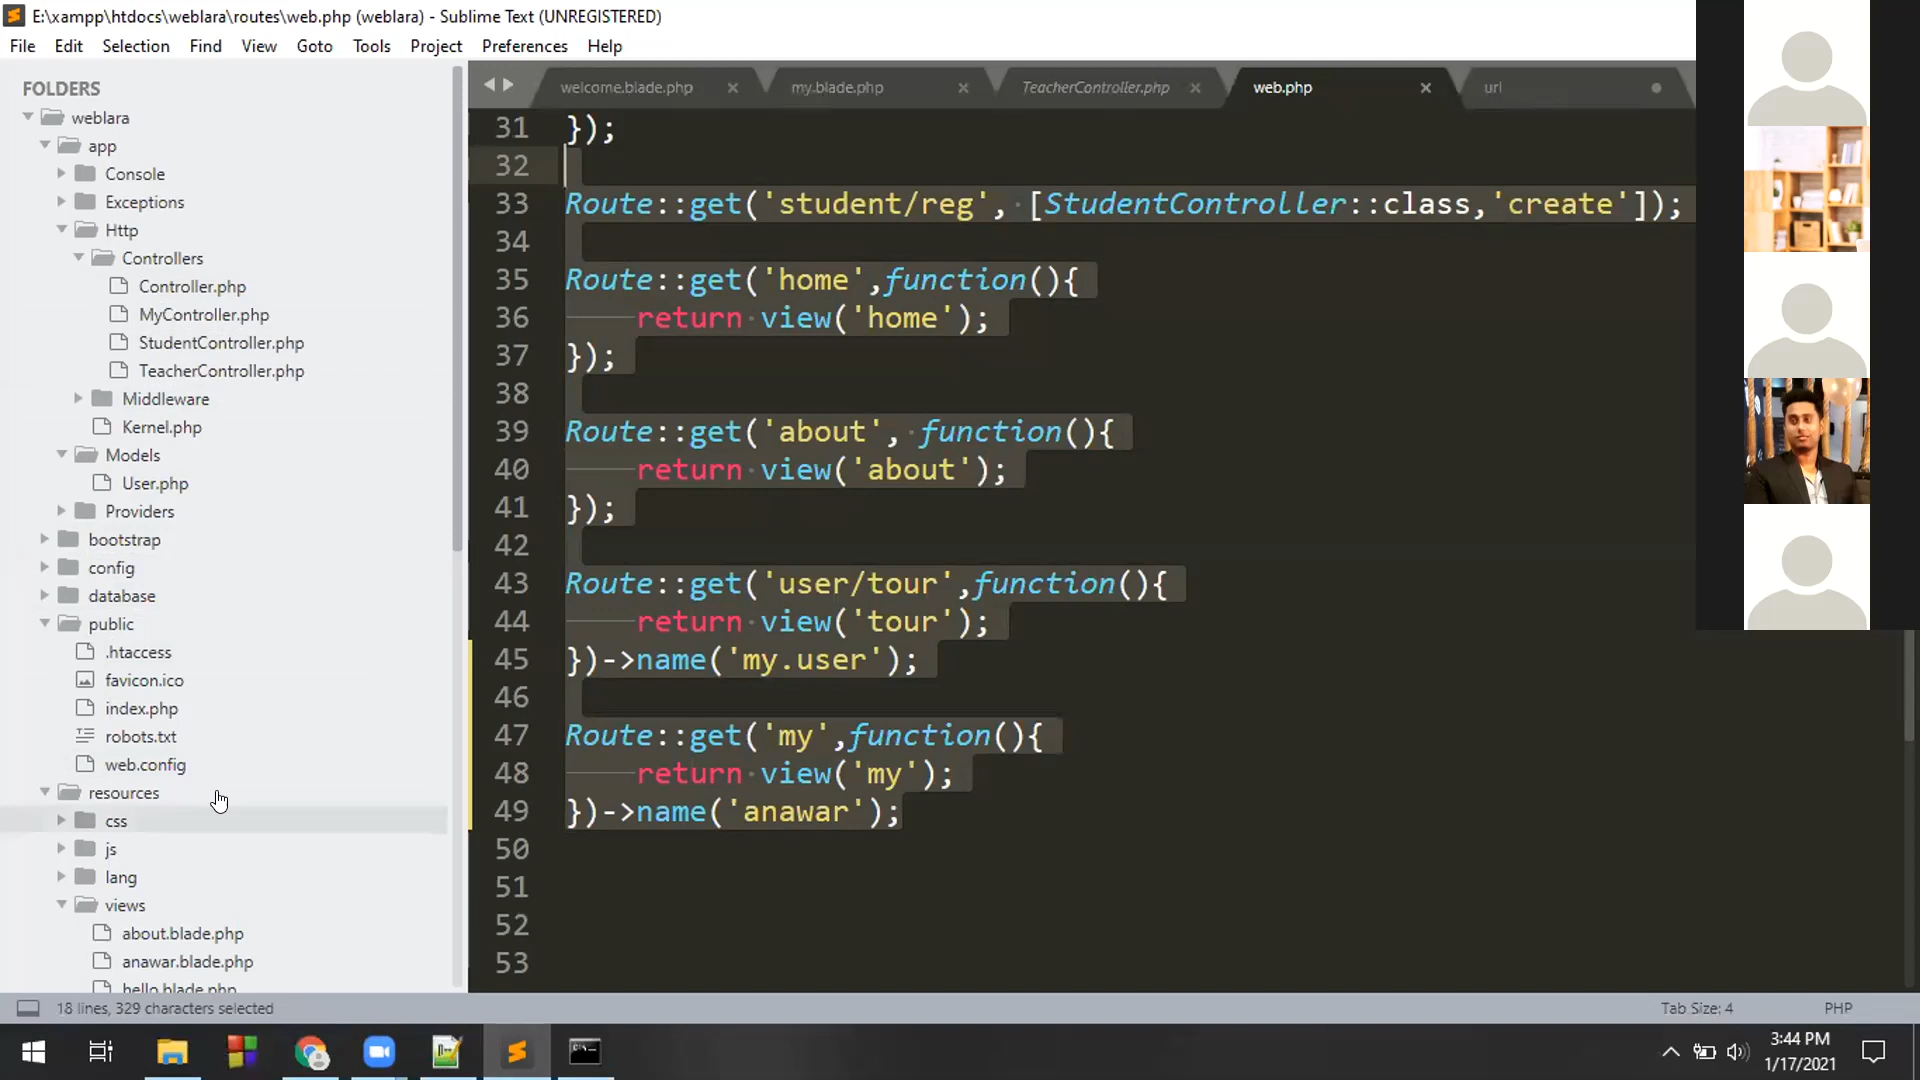 E:\xampp\htdocs\weblara\routes\web.php (weblara) - Sublime Text (UNREGISTERED)
File Edit Selection Find View Goto Tools Project Preferences Help
FOLDERS
weblara
app
Console
Exceptions
Http
Controllers
Controller.php
MyController.php
StudentController.php
TeacherController.php
Middleware
Kernel.php
Models
User.php
Providers
bootstrap
config
database
public
.htaccess
favicon.ico
index.php
robots.txt
web.config
resources
css
js
lang
views
about.blade.php
anawar.blade.php
hello.blade.php
welcome.blade.php my.blade.php TeacherController.php web.php url
31 });
32
33 Route::get('student/reg', [StudentController::class,'create']);
34
35 Route::get('home',function(){
36 return view('home');
37 });
38
39 Route::get('about', function(){
40 return view('about');
41 });
42
43 Route::get('user/tour',function(){
44 return view('tour');
45 })->name('my.user');
46
47 Route::get('my',function(){
48 return view('my');
49 })->name('anawar');
50
51
52
53
18 lines, 329 characters selected Tab Size: 4 PHP
3:44 PM
1/17/2021